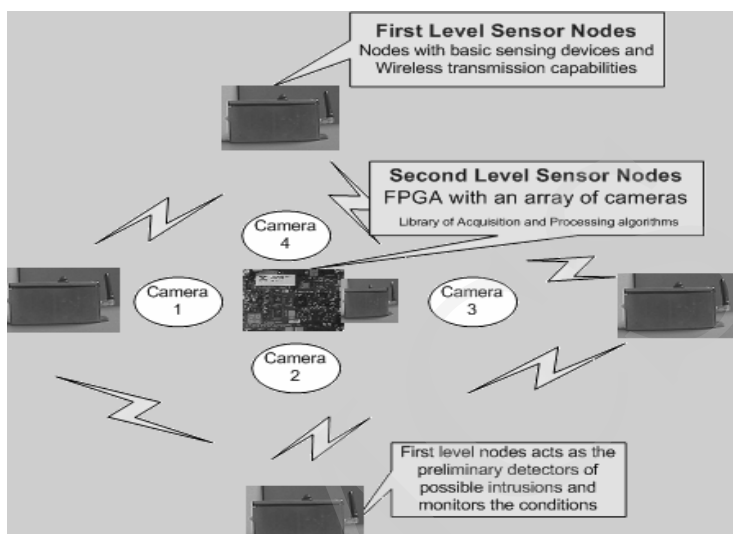 First Level Sensor Nodes
Nodes with basic sensing devices and
Wireless transmission capabilities
Second Level Sensor Nodes
FPGA with an array of cameras
Library of Acquisition and Processing algorithms
Camera
4
Camera
1
Camera
3
Camera
2
First level nodes acts as the
preliminary detectors of
possible intrusions and
monitors the conditions